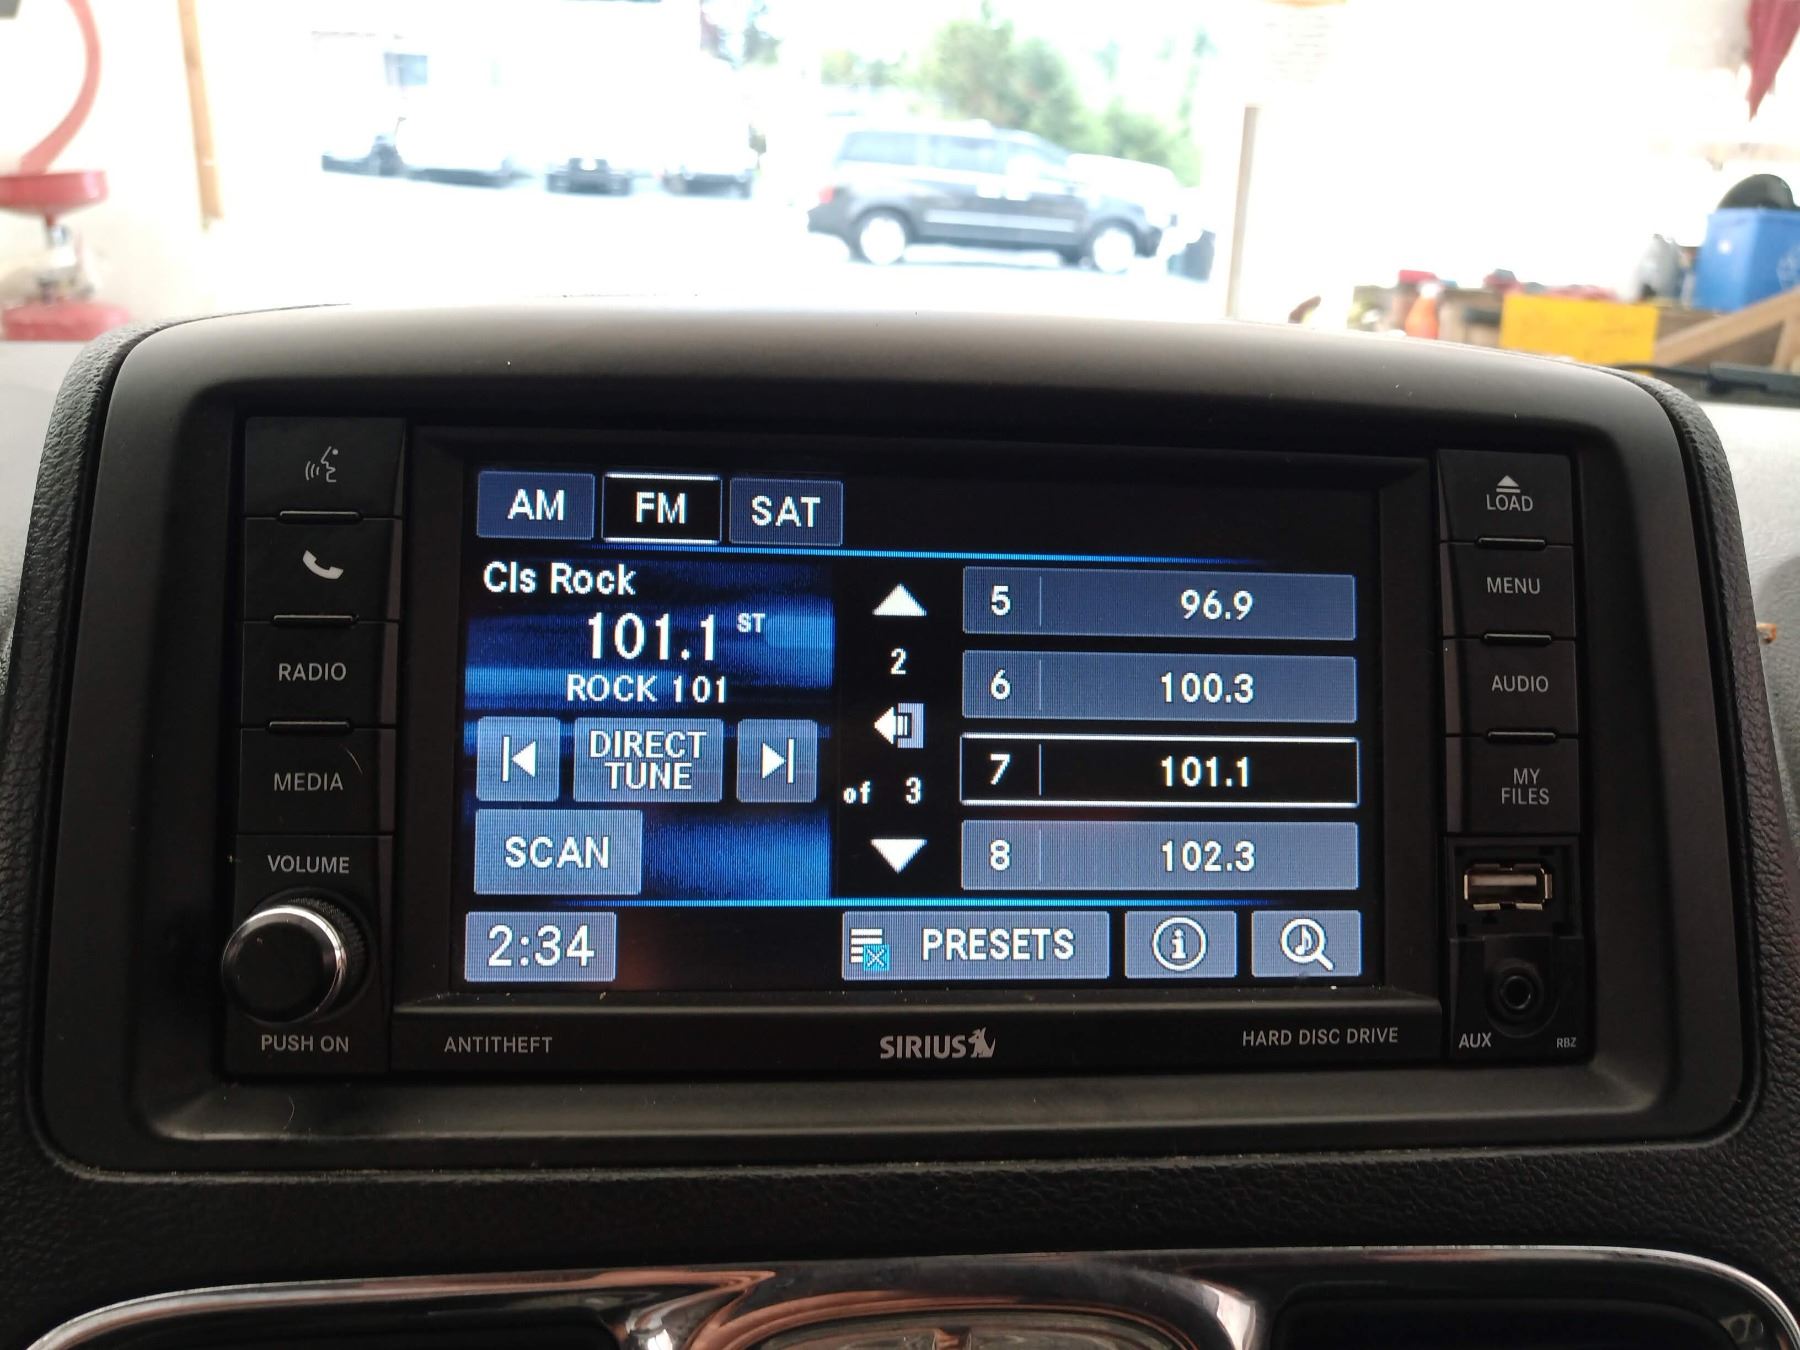 AM FM SAT
Cls Rock
101.1 ST
ROCK 101
DIRECT
TUNE
SCAN
2:34
2
of 3
5 96.9
6 100.3
7 101.1
8 102.3
PRESETS
i
RADIO
MEDIA
VOLUME
PUSH ON
LOAD
MENU
AUDIO
MY
FILES
ANTITHEFT
SIRIUS
HARD DISC DRIVE
AUX
RBZ